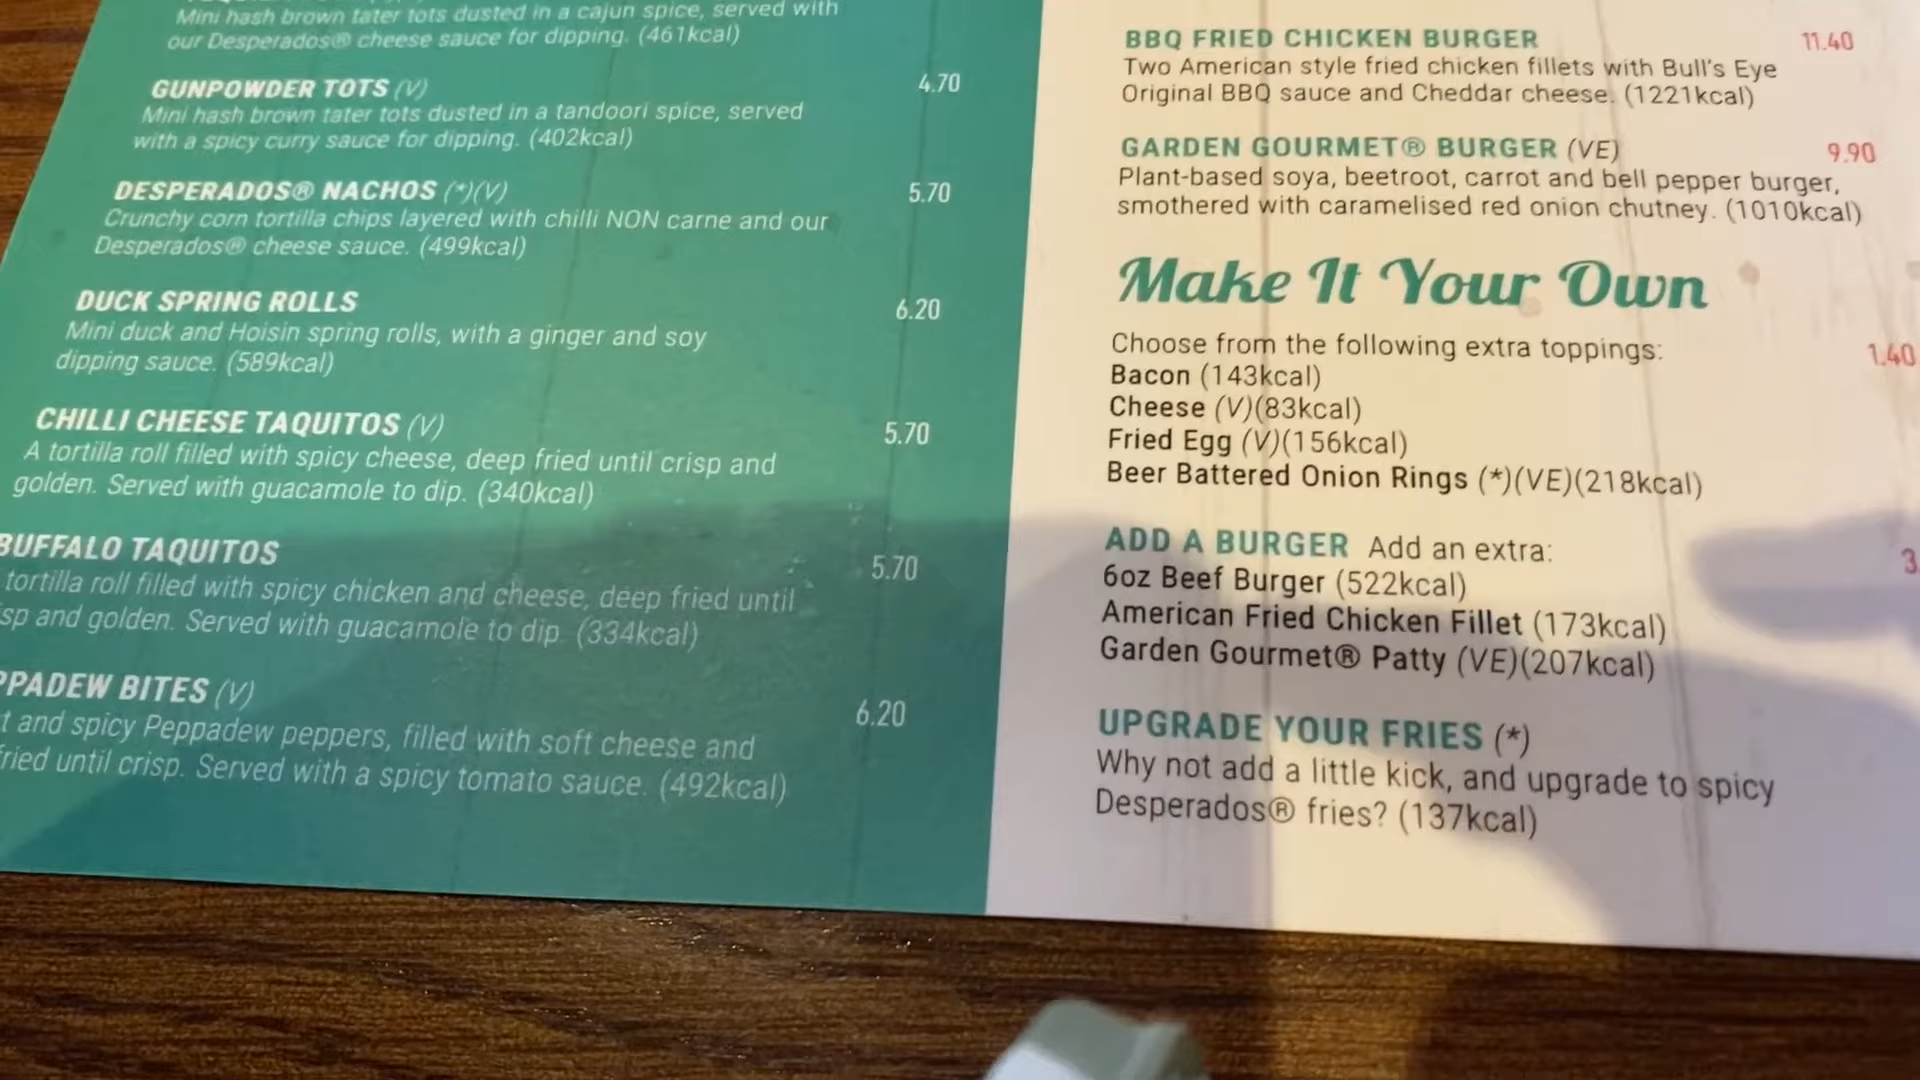 Mini hash brown tater tots dusted in a cajun spice, served with
our Desperados® cheese sauce for dipping. (461kcal)
GUNPOWDER TOTS (V) 4.70
Mini hash brown tater tots dusted in a tandoori spice, served
with a spicy curry sauce for dipping. (402kcal)
DESPERADOS® NACHOS (*)(V) 5.70
Crunchy corn tortilla chips layered with chilli NON carne and our
Desperados® cheese sauce. (499kcal)
DUCK SPRING ROLLS 6.20
Mini duck and Hoisin spring rolls, with a ginger and soy
dipping sauce. (589kcal)
CHILLI CHEESE TAQUITOS (V) 5.70
A tortilla roll filled with spicy cheese, deep fried until crisp and
golden. Served with guacamole to dip. (340kcal)
BUFFALO TAQUITOS 5.70
tortilla roll filled with spicy chicken and cheese, deep fried until
sp and golden. Served with guacamole to dip (334kcal)
PPADEW BITES (V) 6.20
t and spicy Peppadew peppers, filled with soft cheese and
fried until crisp. Served with a spicy tomato sauce. (492kcal)
BBQ FRIED CHICKEN BURGER 11.40
Two American style fried chicken fillets with Bull's Eye
Original BBQ sauce and Cheddar cheese. (1221kcal)
GARDEN GOURMET® BURGER (VE) 9.90
Plant-based soya, beetroot, carrot and bell pepper burger,
smothered with caramelised red onion chutney. (1010kcal)
Make It Your Own
Choose from the following extra toppings: 1.40
Bacon (143kcal)
Cheese (V)(83kcal)
Fried Egg (V)(156kcal)
Beer Battered Onion Rings (*)(VE)(218kcal)
ADD A BURGER Add an extra: 3.
6oz Beef Burger (522kcal)
American Fried Chicken Fillet (173kcal)
Garden Gourmet® Patty (VE)(207kcal)
UPGRADE YOUR FRIES (*)
Why not add a little kick, and upgrade to spicy
Desperados® fries? (137kcal)